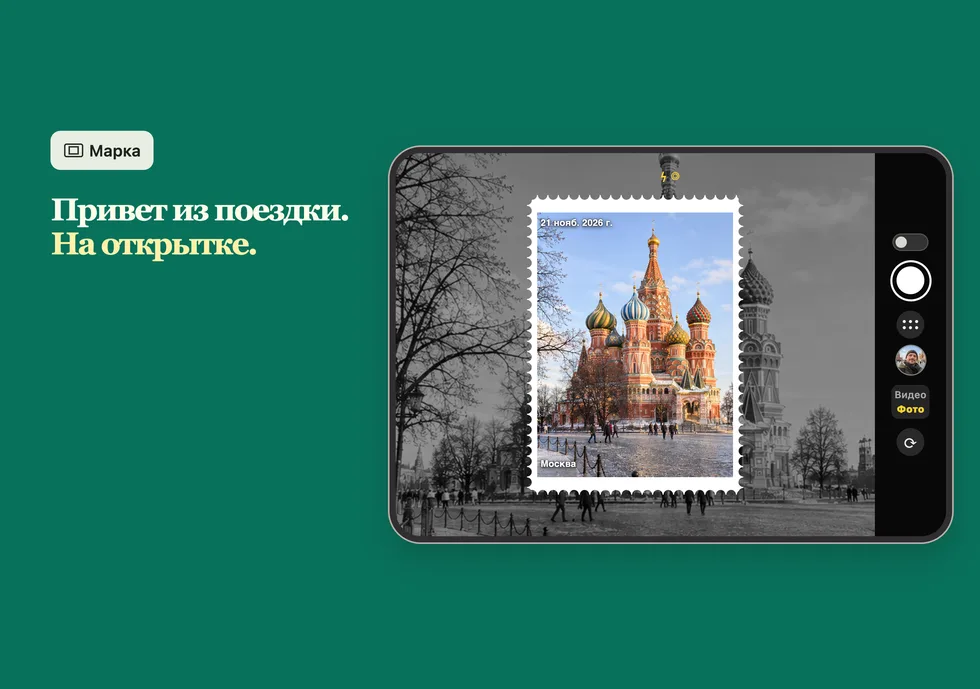 Марка
Привет из поездки.
На открытке.
21 нояб. 2026 г.
Москва
Видео
Фото